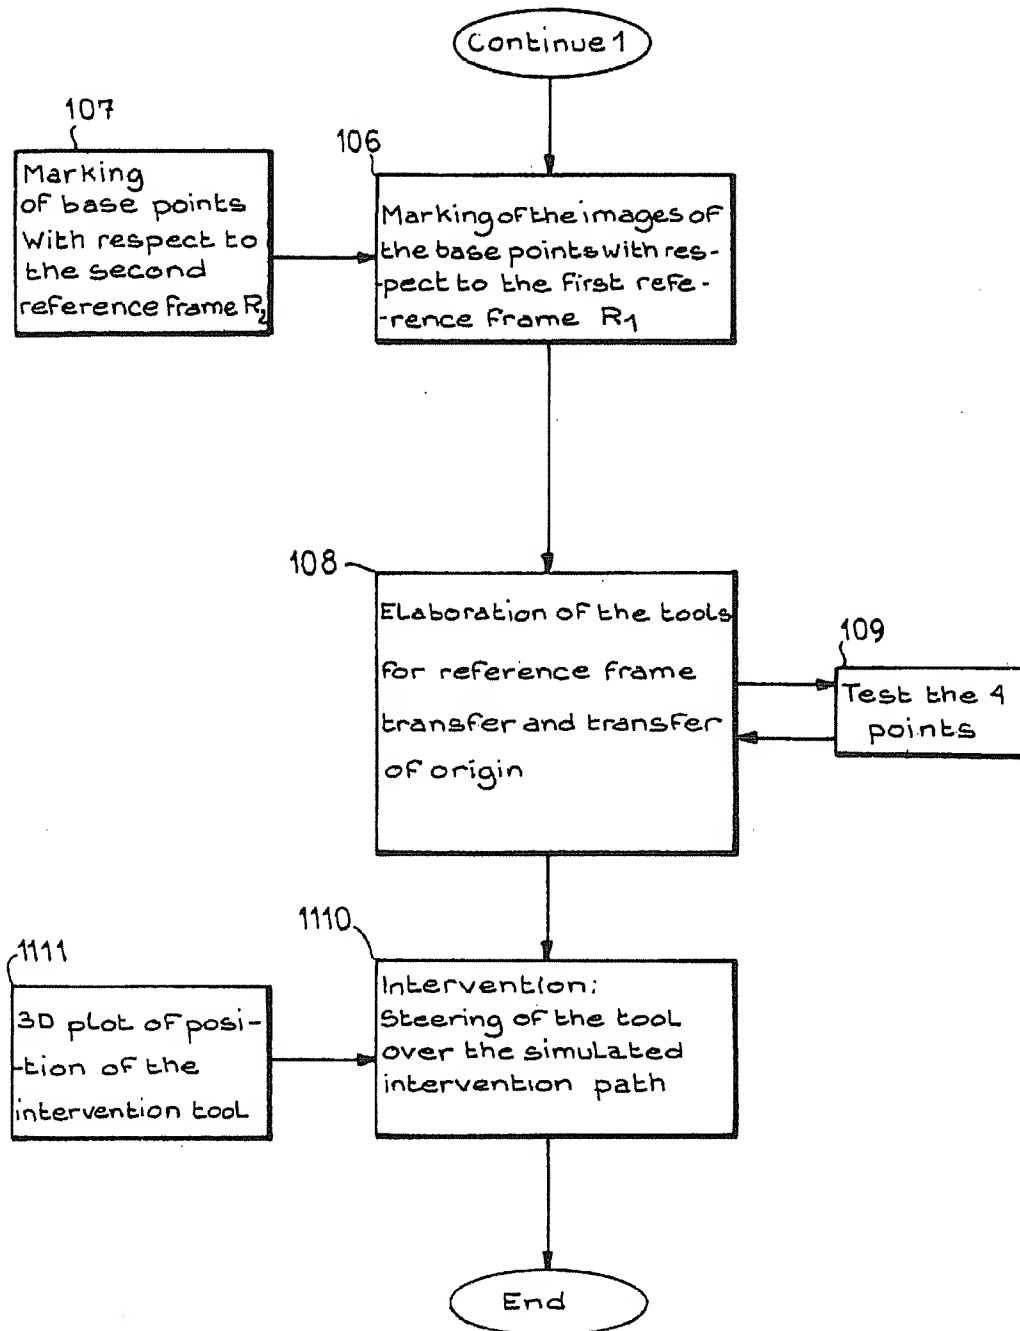 Continue 1
107
Marking
of base points
With respect to
the second
reference frame R2
106
Marking of the images of
the base points with res-
-pect to the first refe-
-rence frame R1
108
Elaboration of the tools
for reference frame
transfer and transfer
of origin
109
Test the 4
points
1110
Intervention:
Steering of the tool
over the simulated
intervention path
1111
3D plot of posi-
-tion of the
intervention tool
End